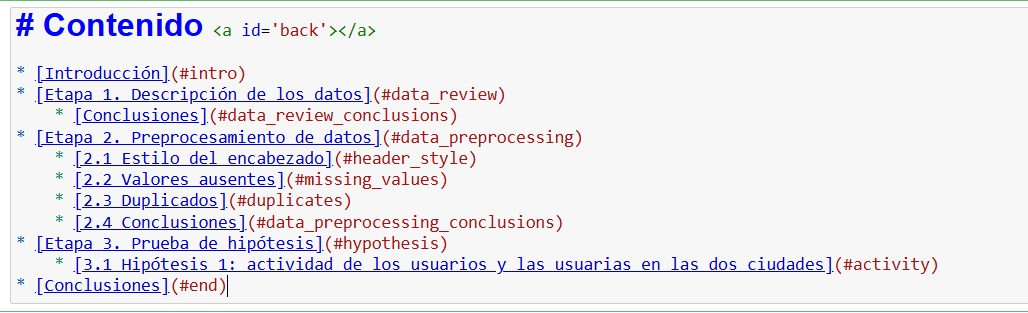 # Contenido <a id='back'></a>
* [Introducción](#intro)
* [Etapa 1. Descripción de los datos](#data_review)
    * [Conclusiones](#data_review_conclusions)
* [Etapa 2. Preprocesamiento de datos](#data_preprocessing)
    * [2.1 Estilo del encabezado](#header_style)
    * [2.2 Valores ausentes](#missing_values)
    * [2.3 Duplicados](#duplicates)
    * [2.4 Conclusiones](#data_preprocessing_conclusions)
* [Etapa 3. Prueba de hipótesis](#hypothesis)
    * [3.1 Hipótesis 1: actividad de los usuarios y las usuarias en las dos ciudades](#activity)
* [Conclusiones](#end)